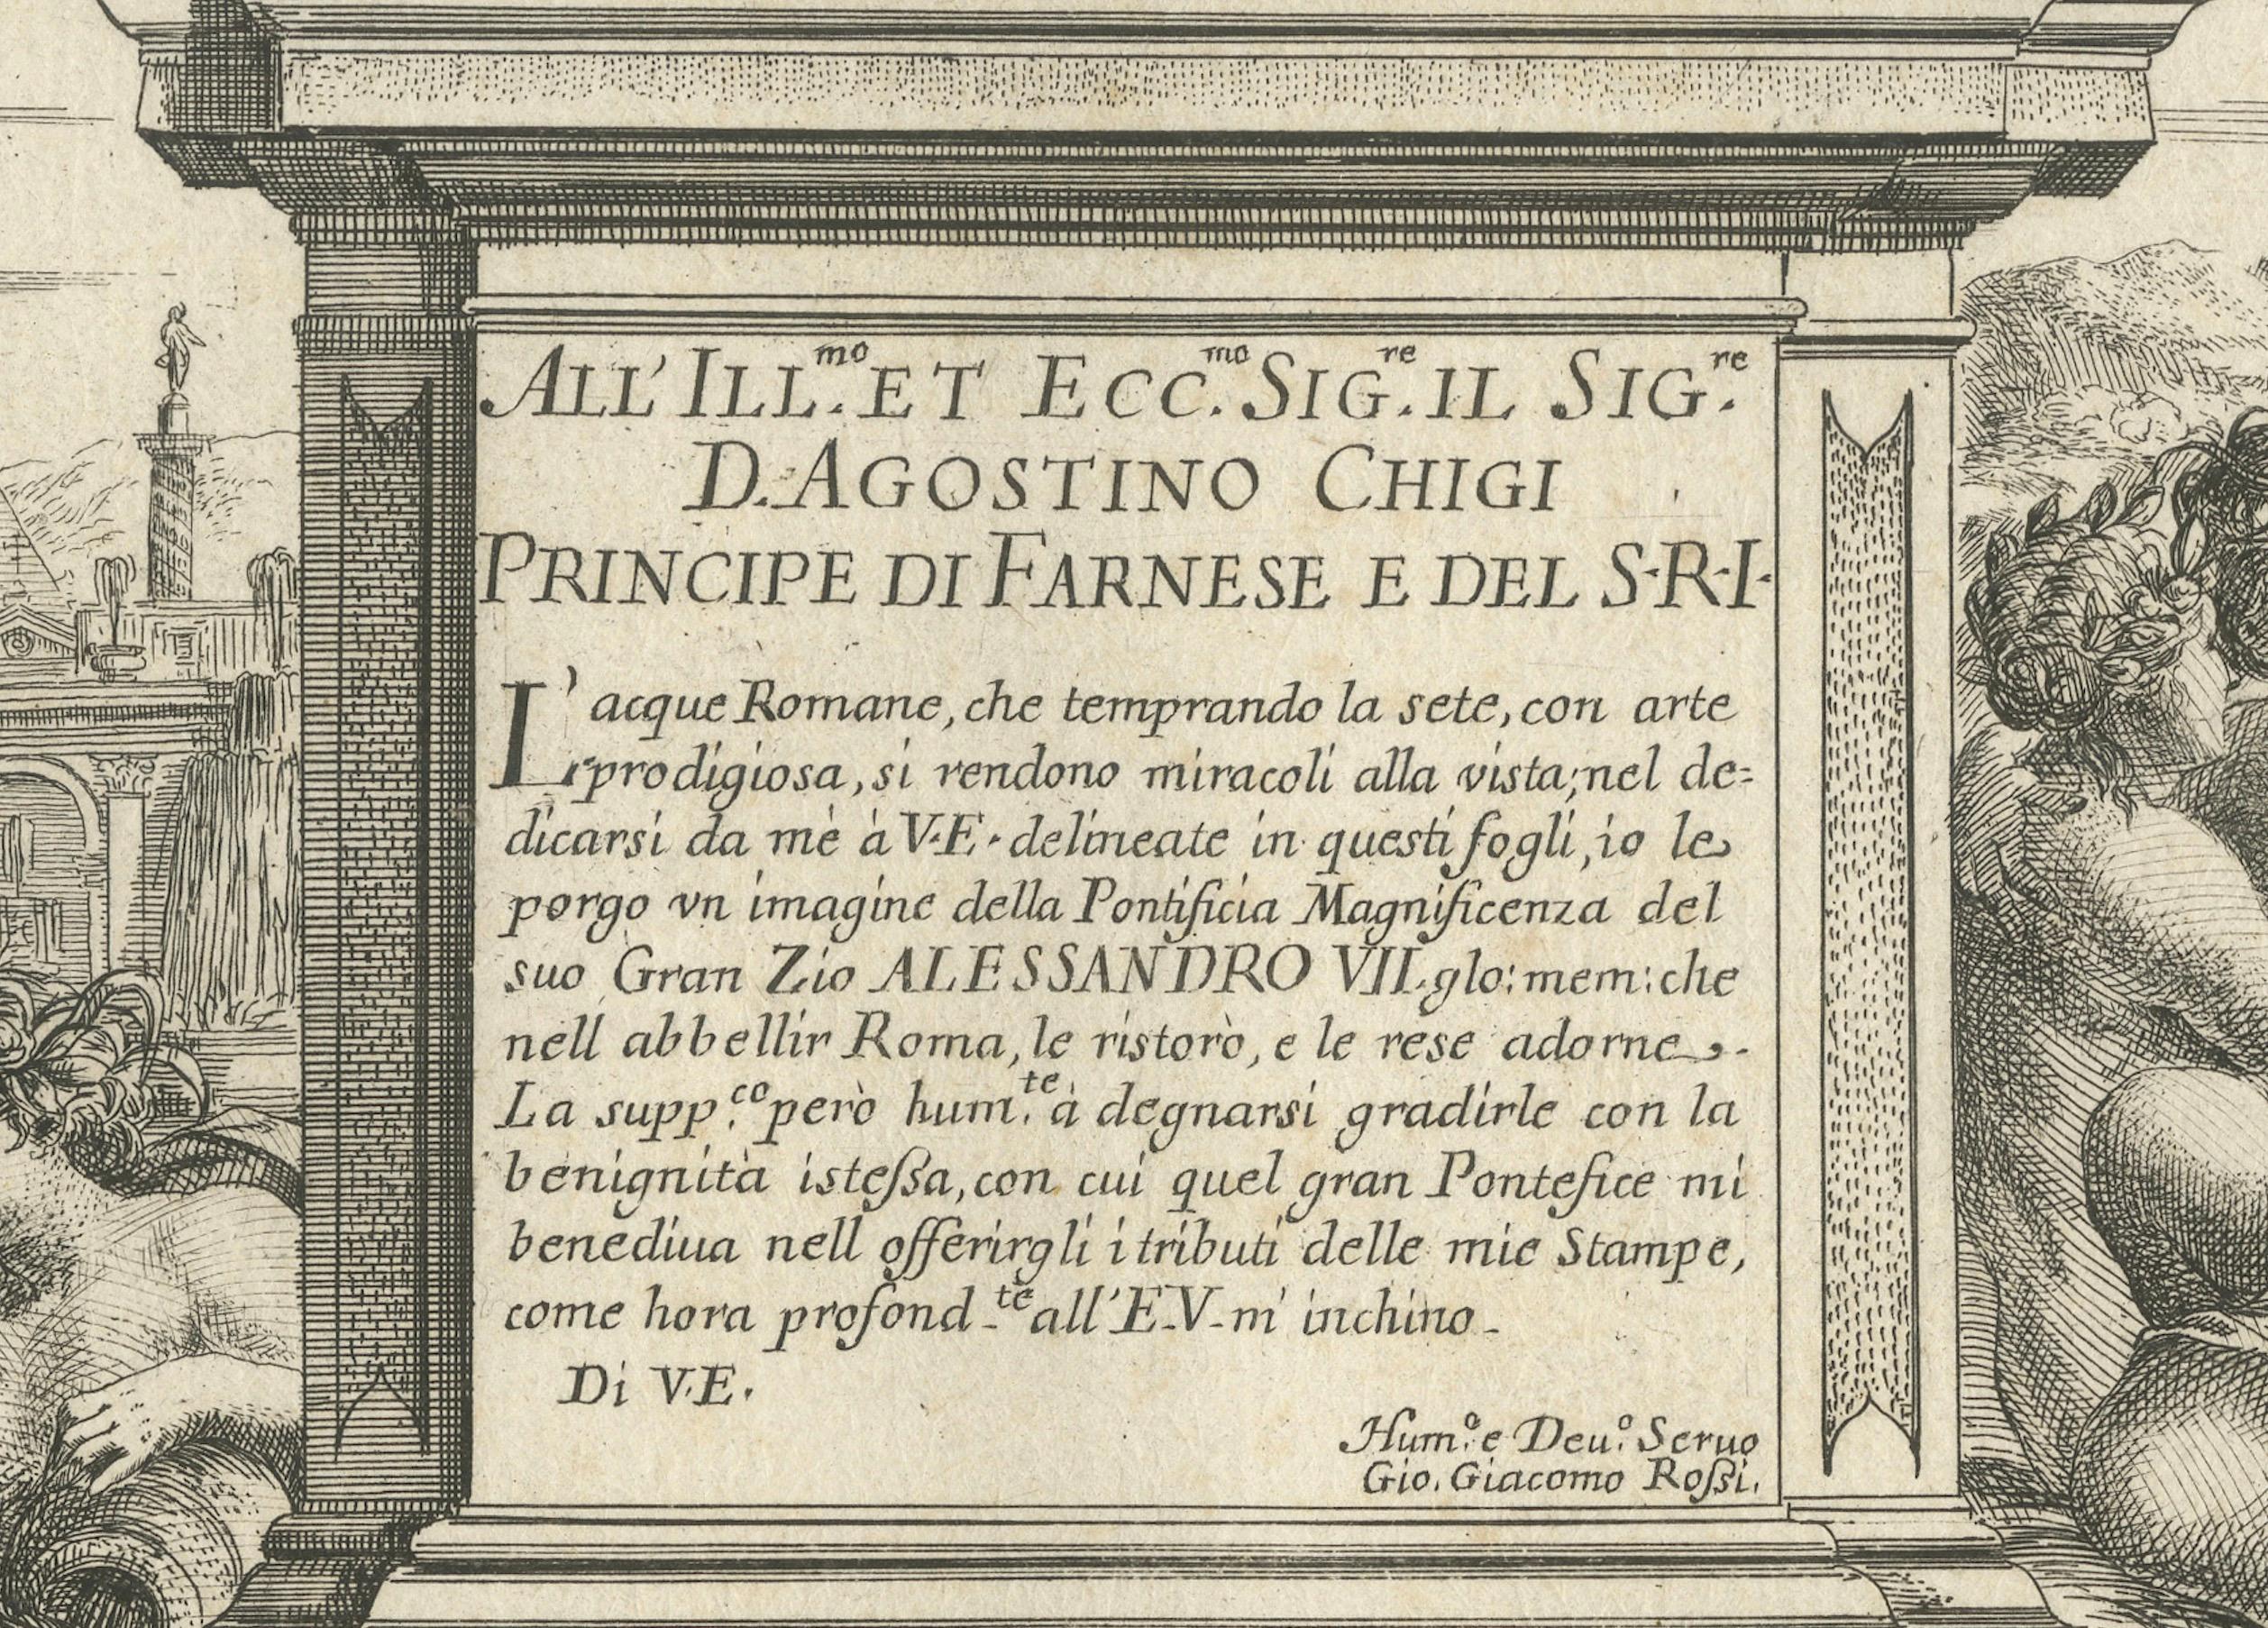 ALL' ILL.mo ET ECC.mo SIG.re IL SIG.re
D. AGOSTINO CHIGI
PRINCIPE DI FARNESE E DEL S·R·I·
L'acque Romane, che temprando la sete, con arte
prodigiosa, si rendono miracoli alla vista; nel de=
dicarsi da mè à V·E· delineate in questi fogli, io le
porgo vn imagine della Pontificia Magnificenza del
suo Gran Zio ALESSANDRO VII. glo: mem: che
nell abbellir Roma, le ristorò, e le rese adorne.
La supp.co però hum.te à degnarsi gradirle con la
benignità isteſsa, con cui quel gran Pontefice mi
benediua nell offerirgli i tributi delle mie Stampe,
come hora profond-te all' E-V- m' inchino-
Di V.E.
Hum.o e Deu.o Seruo
Gio. Giacomo Roſsi.